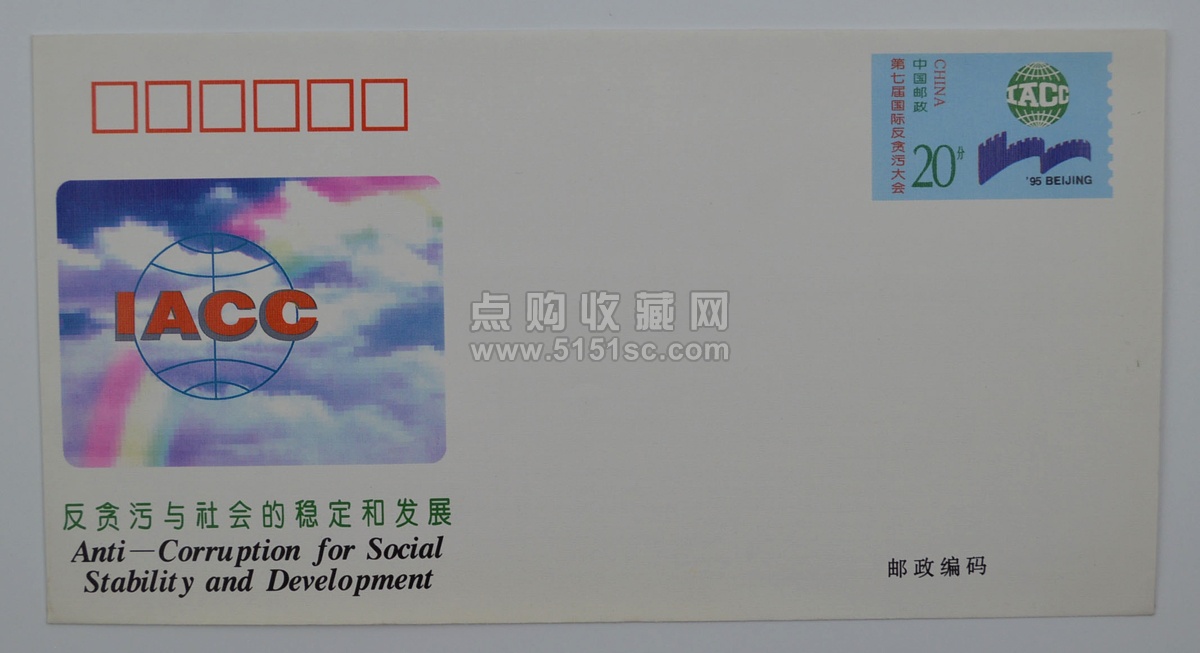 第七届国际反贪污大会
中国邮政
CHINA
20分
IACC
'95 BEIJING
IACC
点购收藏网
www.5151sc.com
反贪污与社会的稳定和发展
Anti—Corruption for Social
Stability and Development
邮政编码